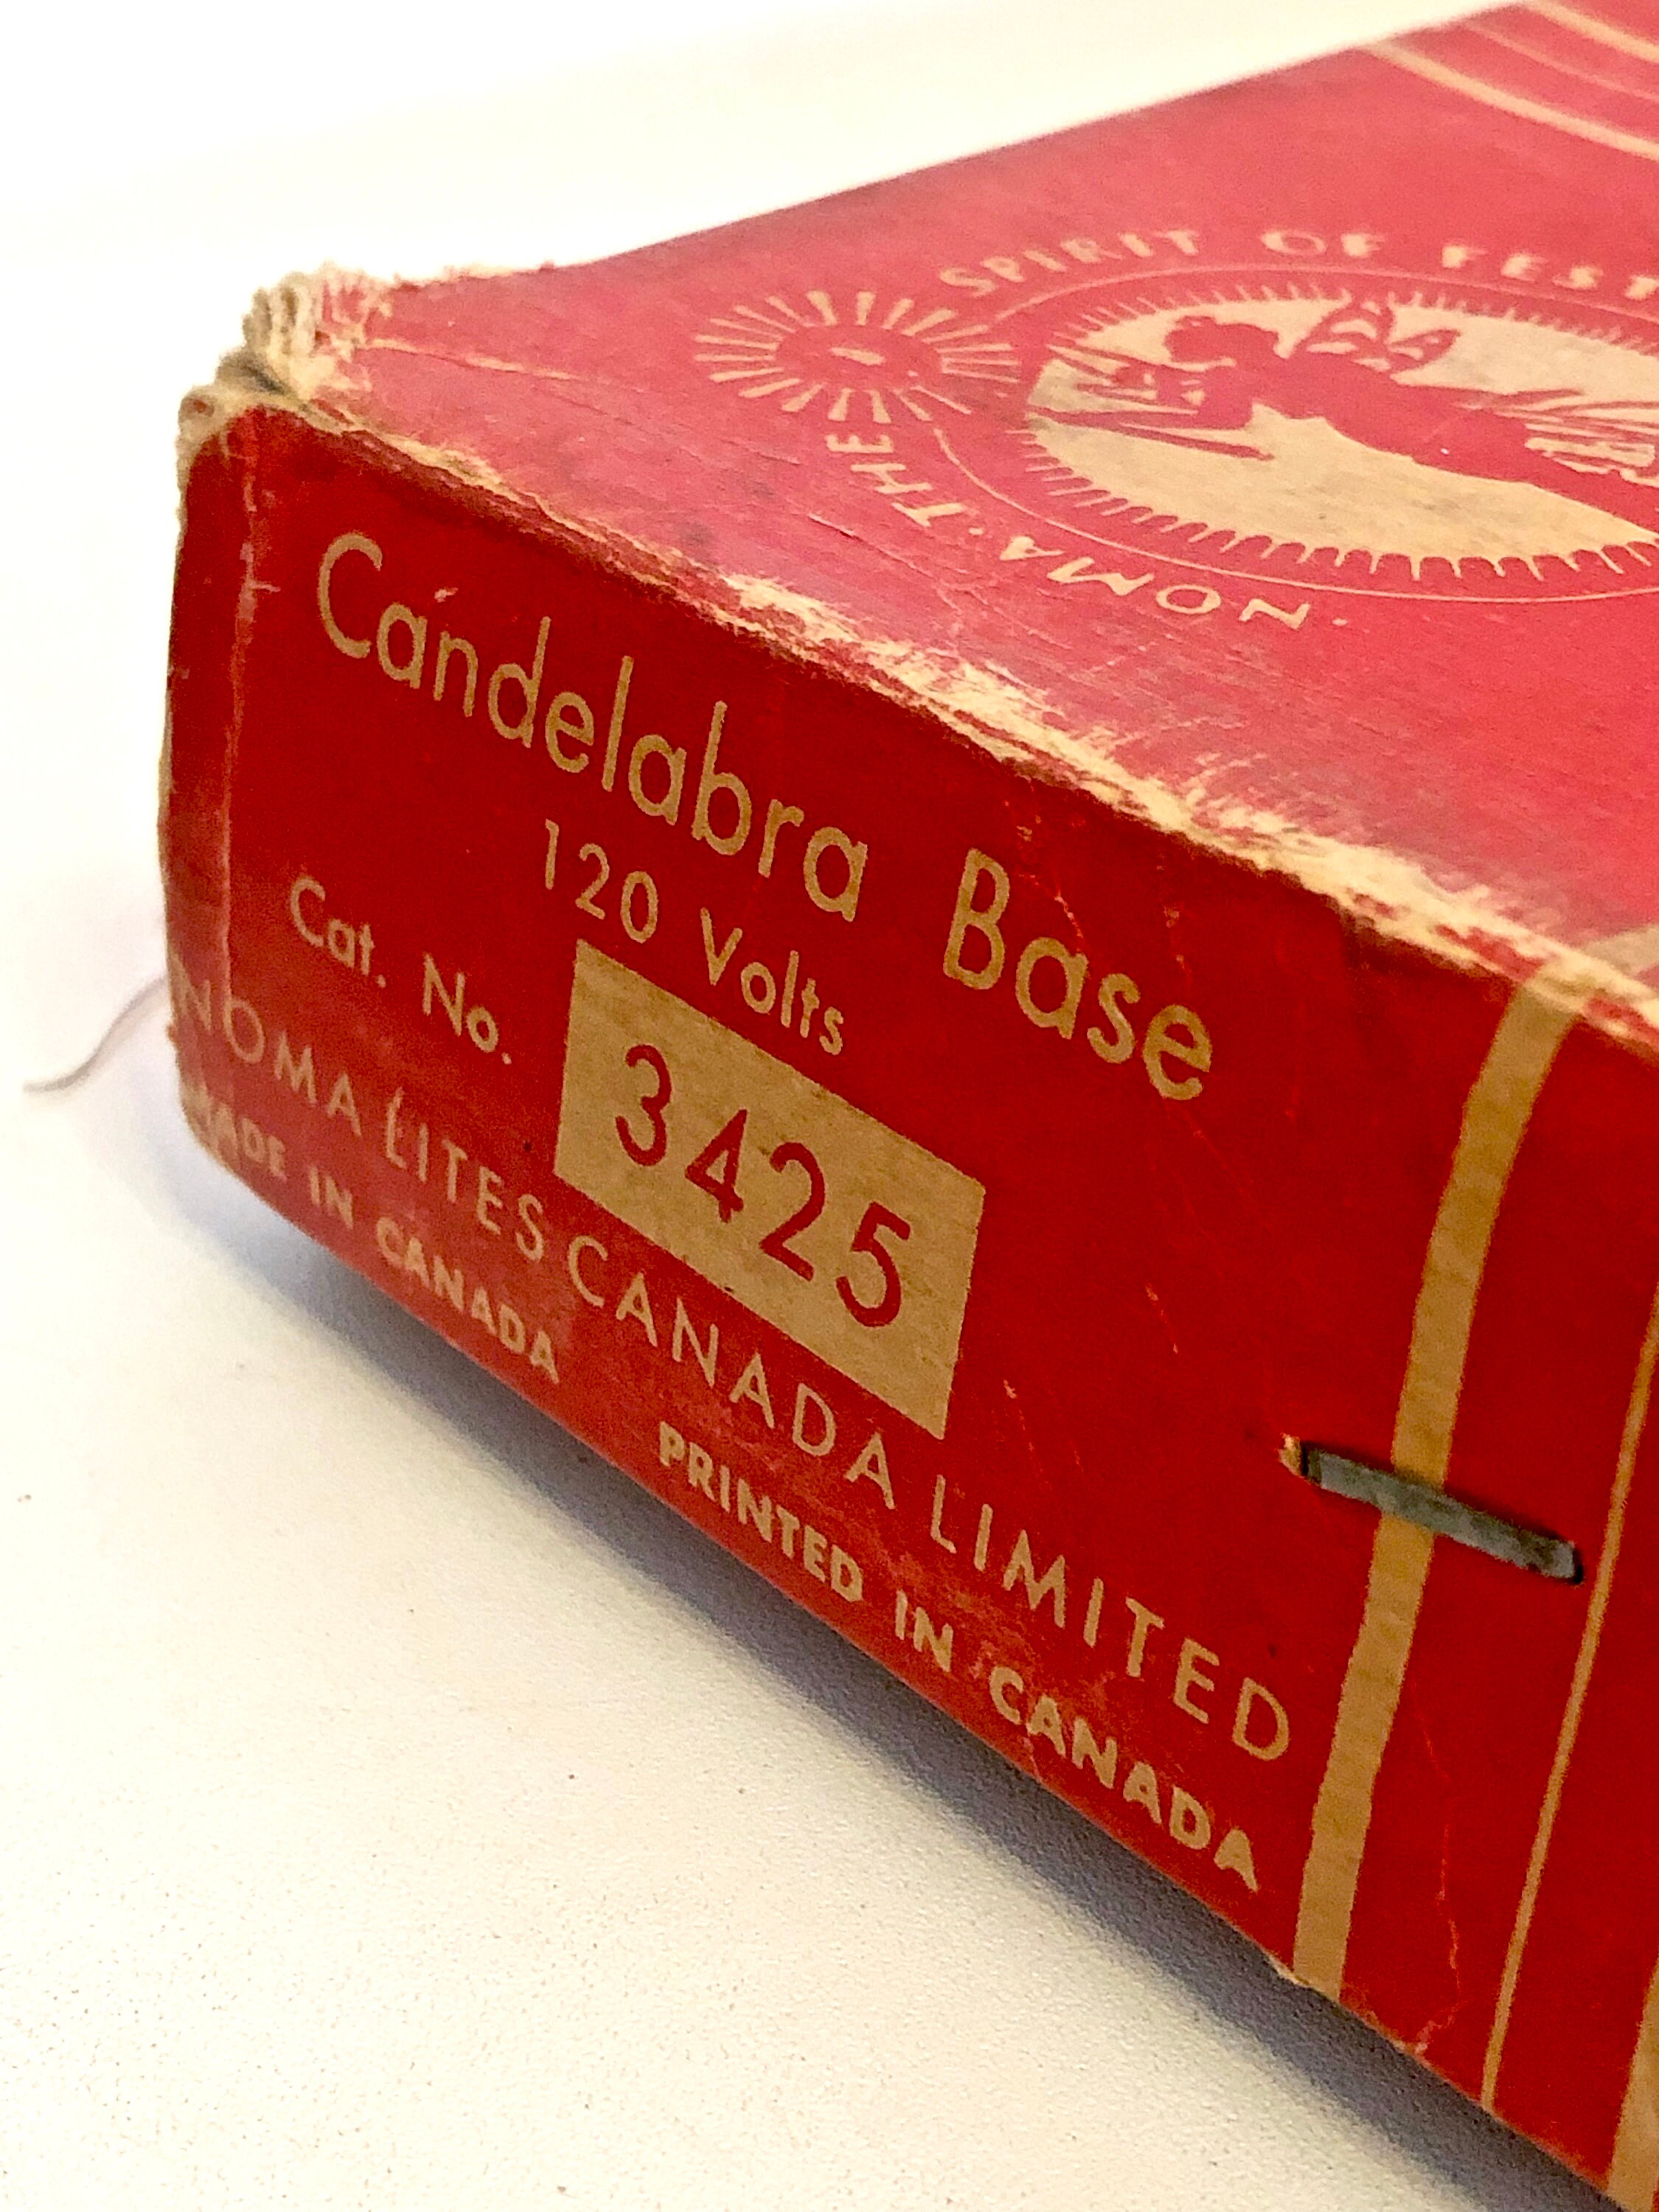 NOMA · THE SPIRIT OF
Candelabra Base
120 Volts
Cat. No. 3425
NOMA LITES CANADA LIMITED
MADE IN CANADA PRINTED IN CANADA